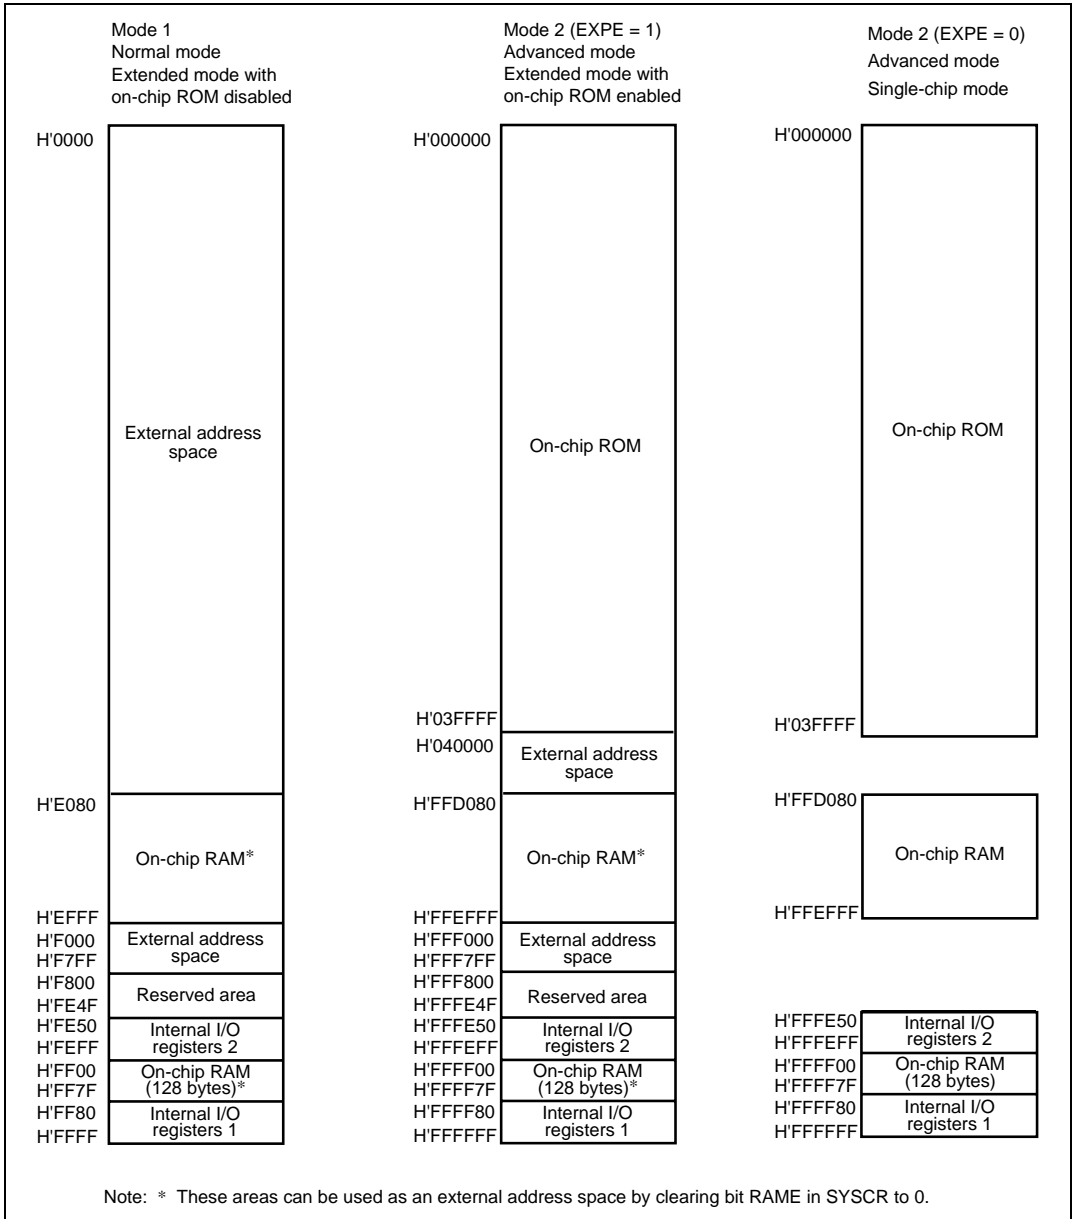 Mode 1
Normal mode
Extended mode with
on-chip ROM disabled
H'0000
External address
space
H'E080
On-chip RAM*
H'EFFF
H'F000
External address
space
H'F7FF
H'F800
Reserved area
H'FE4F
H'FE50
Internal I/O
registers 2
H'FEFF
H'FF00
On-chip RAM
(128 bytes)*
H'FF7F
H'FF80
Internal I/O
registers 1
H'FFFF
Mode 2 (EXPE = 1)
Advanced mode
Extended mode with
on-chip ROM enabled
H'000000
On-chip ROM
H'03FFFF
H'040000
External address
space
H'FFD080
On-chip RAM*
H'FFEFFF
H'FFF000
External address
space
H'FFF7FF
H'FFF800
Reserved area
H'FFFE4F
H'FFFE50
Internal I/O
registers 2
H'FFFEFF
H'FFFF00
On-chip RAM
(128 bytes)*
H'FFFF7F
H'FFFF80
Internal I/O
registers 1
H'FFFFFF
Mode 2 (EXPE = 0)
Advanced mode
Single-chip mode
H'000000
On-chip ROM
H'03FFFF
H'FFD080
On-chip RAM
H'FFEFFF
H'FFFE50
Internal I/O
registers 2
H'FFFEFF
H'FFFF00
On-chip RAM
(128 bytes)
H'FFFF7F
H'FFFF80
Internal I/O
registers 1
H'FFFFFF
Note: * These areas can be used as an external address space by clearing bit RAME in SYSCR to 0.